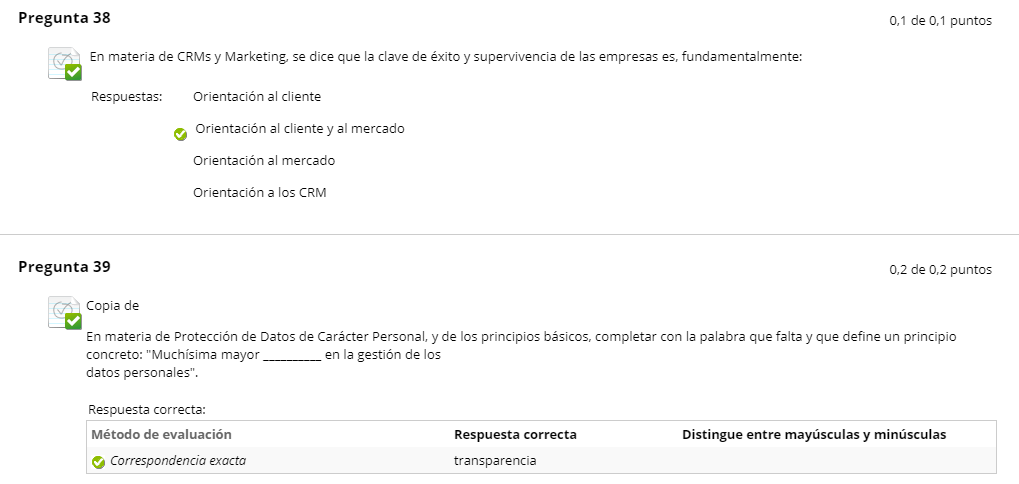 Pregunta 38
0,1 de 0,1 puntos
En materia de CRMs y Marketing, se dice que la clave de éxito y supervivencia de las empresas es, fundamentalmente:
Respuestas:
Orientación al cliente
Orientación al cliente y al mercado
Orientación al mercado
Orientación a los CRM
Pregunta 39
0,2 de 0,2 puntos
Copia de
En materia de Protección de Datos de Carácter Personal, y de los principios básicos, completar con la palabra que falta y que define un principio
concreto: "Muchísima mayor __________ en la gestión de los
datos personales".
Respuesta correcta:
Método de evaluación Respuesta correcta Distingue entre mayúsculas y minúsculas
Correspondencia exacta transparencia